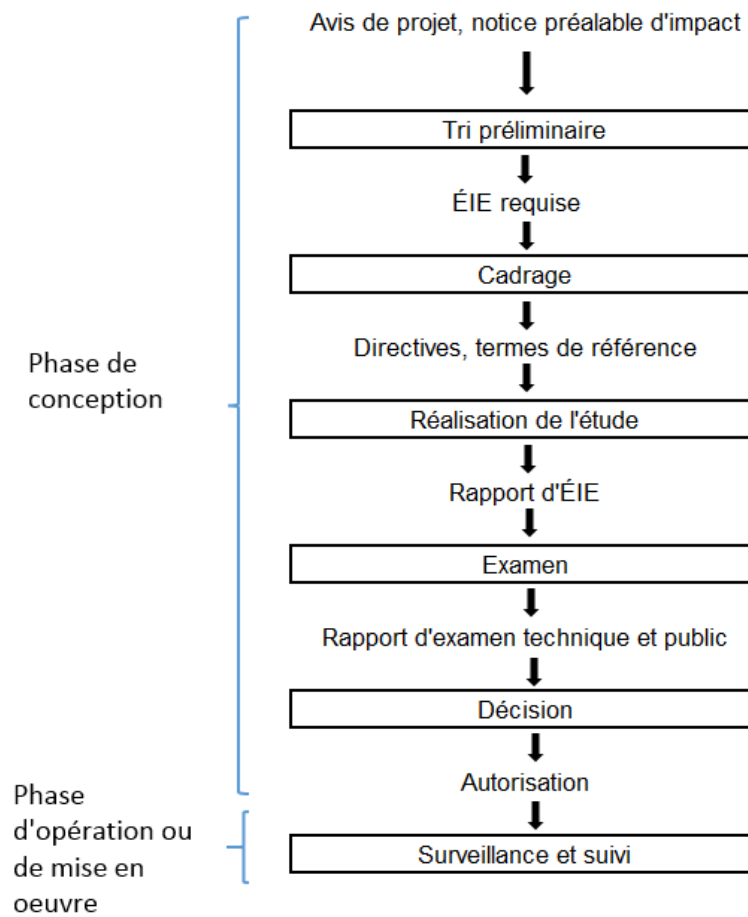 Avis de projet, notice préalable d'impact
Tri préliminaire
ÉIE requise
Cadrage
Directives, termes de référence
Phase de
conception
Réalisation de l'étude
Rapport d'ÉIE
Examen
Rapport d'examen technique et public
Décision
Autorisation
Phase
d'opération ou
de mise en
oeuvre
Surveillance et suivi